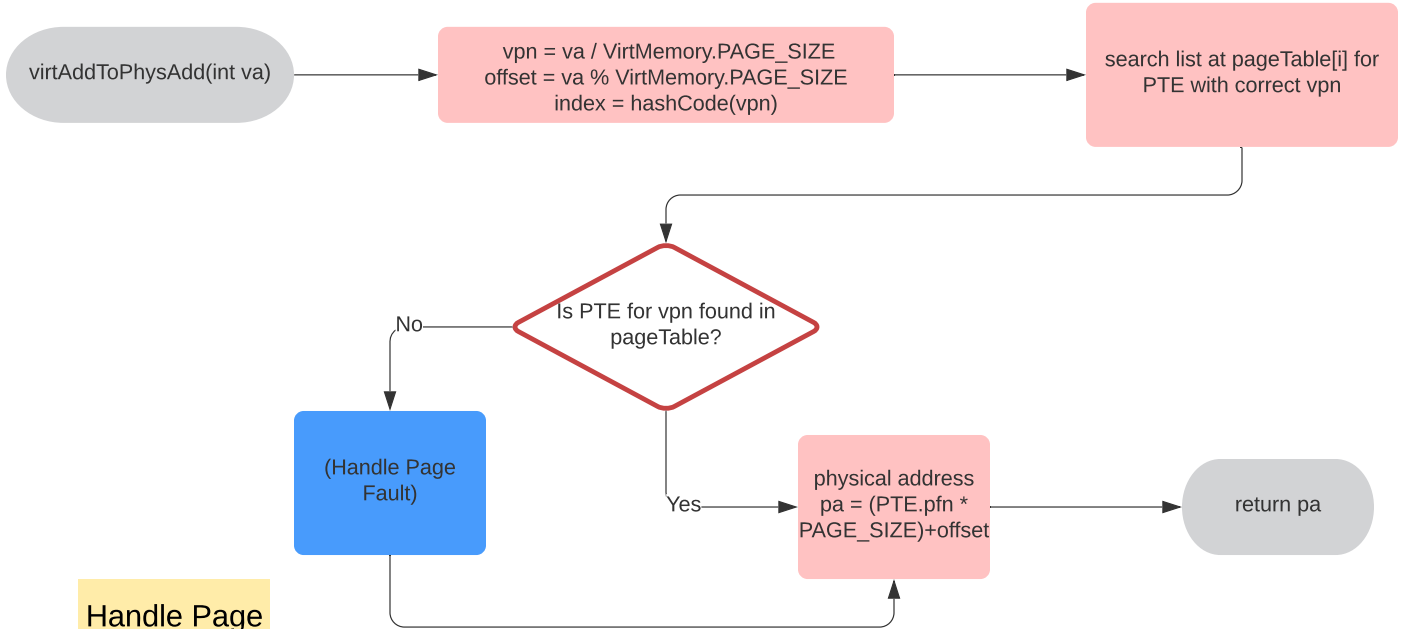 virtAddToPhysAdd(int va)
vpn = va / VirtMemory.PAGE_SIZE
offset = va % VirtMemory.PAGE_SIZE
index = hashCode(vpn)
search list at pageTable[i] for
PTE with correct vpn
Is PTE for vpn found in
pageTable?
No
Yes
(Handle Page
Fault)
physical address
pa = (PTE.pfn *
PAGE_SIZE)+offset
return pa
Handle Page